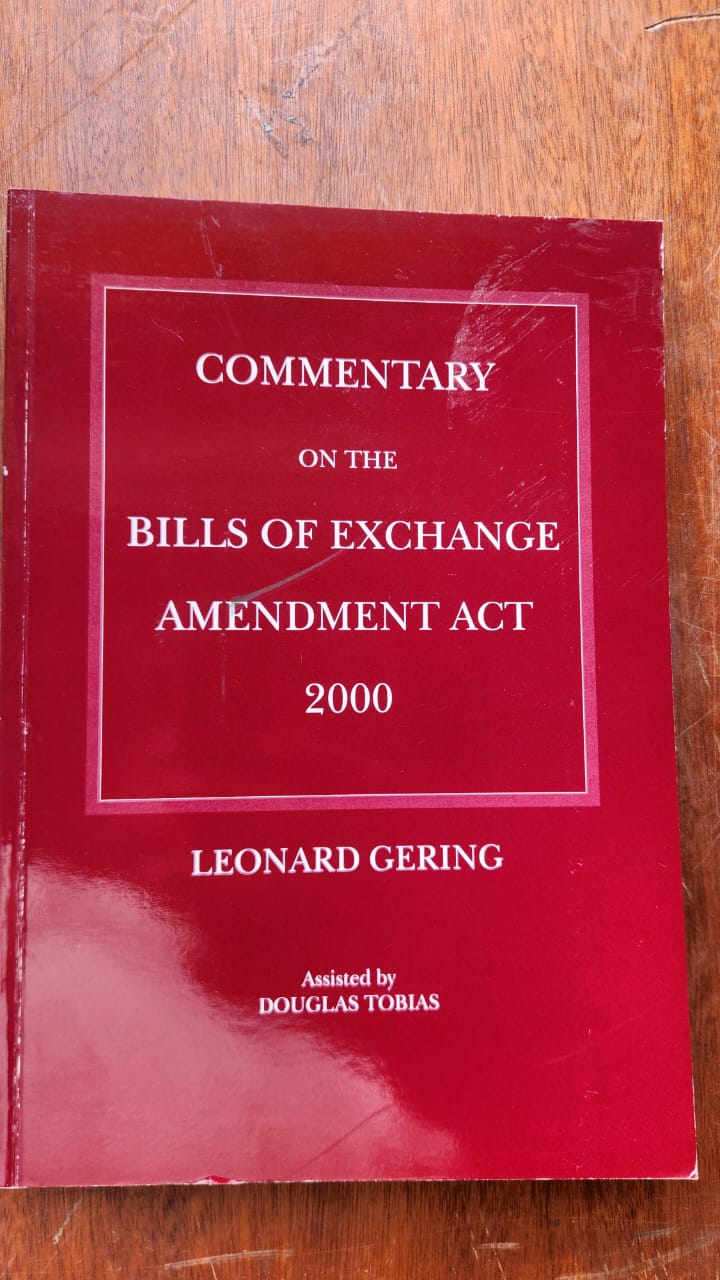 COMMENTARY
ON THE
BILLS OF EXCHANGE
AMENDMENT ACT
2000
LEONARD GERING
Assisted by
DOUGLAS TOBIAS